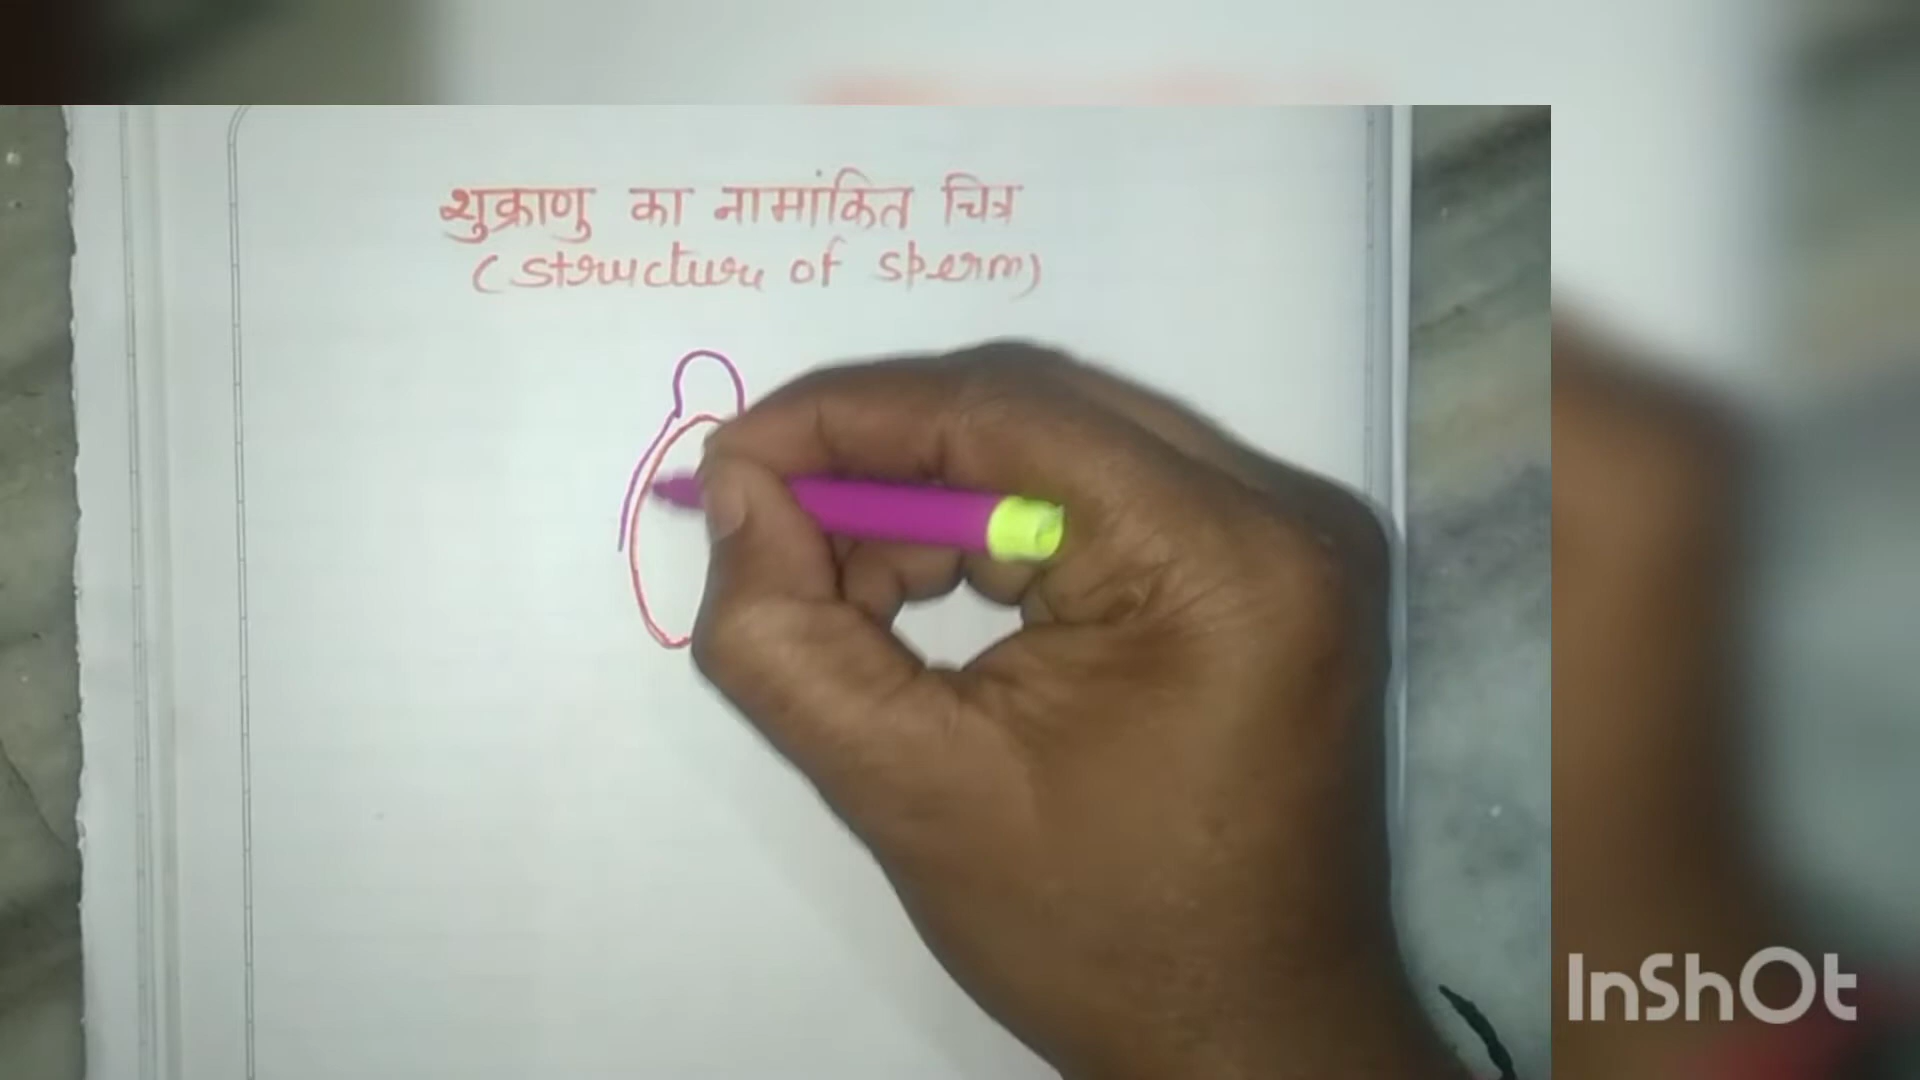 शुक्राणु का नामांकित चित्र
(structure of sperm)
InShOt